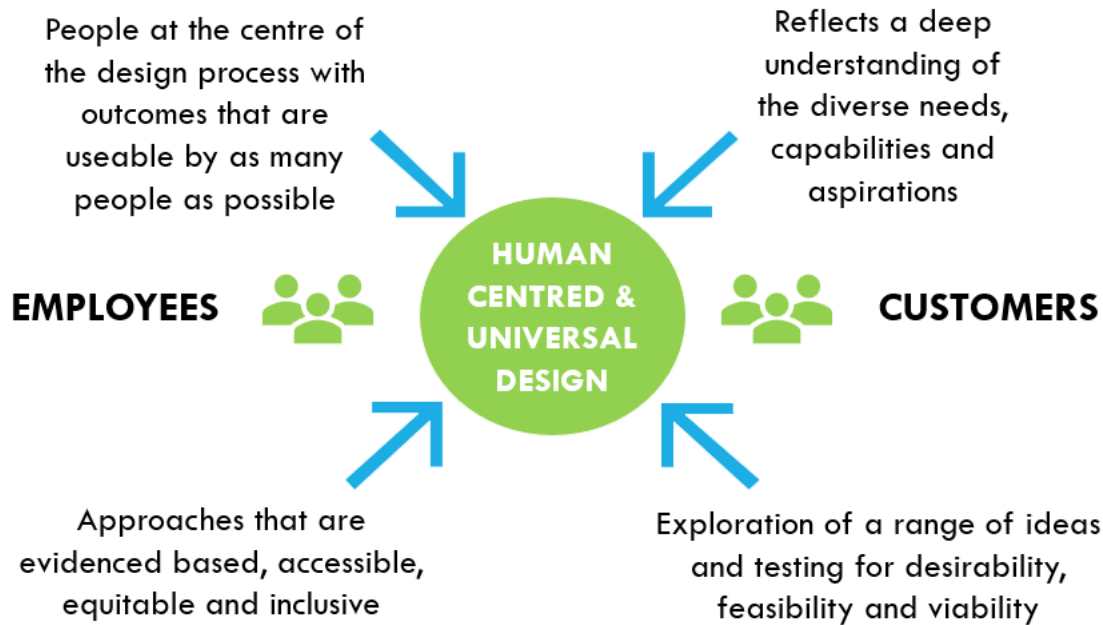 People at the centre of
the design process with
outcomes that are
useable by as many
people as possible
Reflects a deep
understanding of
the diverse needs,
capabilities and
aspirations
EMPLOYEES
HUMAN
CENTRED &
UNIVERSAL
DESIGN
CUSTOMERS
Approaches that are
evidenced based, accessible,
equitable and inclusive
Exploration of a range of ideas
and testing for desirability,
feasibility and viability